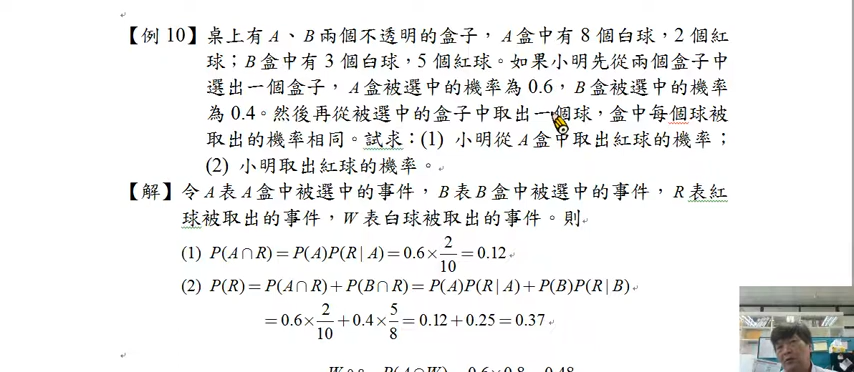 【例 10】桌上有 A、B 兩個不透明的盒子，A 盒中有 8 個白球，2 個紅
球；B 盒中有 3 個白球，5 個紅球。如果小明先從兩個盒子中
選出一個盒子，A 盒被選中的機率為 0.6，B 盒被選中的機率
為 0.4。然後再從被選中的盒子中取出一個球，盒中每個球被
取出的機率相同。試求：(1) 小明從 A 盒中取出紅球的機率；
(2) 小明取出紅球的機率。
【解】令 A 表 A 盒中被選中的事件，B 表 B 盒中被選中的事件，R 表紅
球被取出的事件，W 表白球被取出的事件。則
(1) P(A∩R) = P(A)P(R | A) = 0.6 × 2/10 = 0.12
(2) P(R) = P(A∩R) + P(B∩R) = P(A)P(R | A) + P(B)P(R | B)
= 0.6 × 2/10 + 0.4 × 5/8 = 0.12 + 0.25 = 0.37